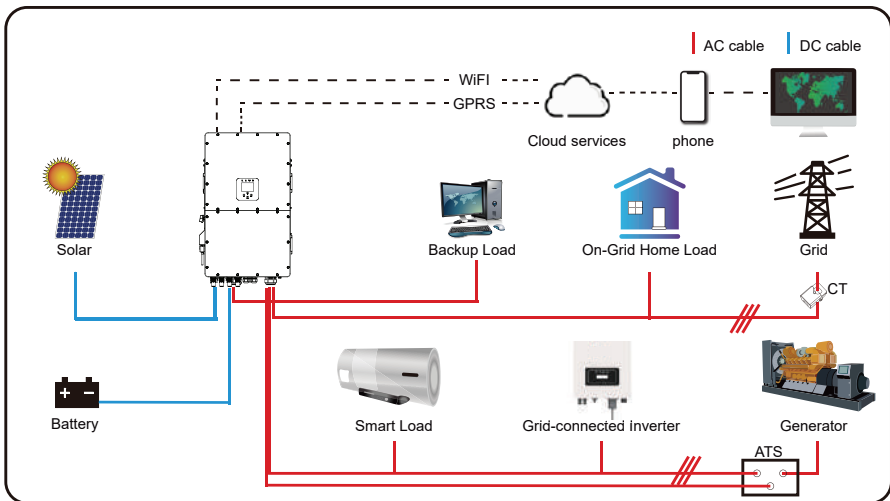 AC cable
DC cable
WiFI
GPRS
Cloud services
phone
Solar
Backup Load
On-Grid Home Load
Grid
CT
Battery
Smart Load
Grid-connected inverter
Generator
ATS